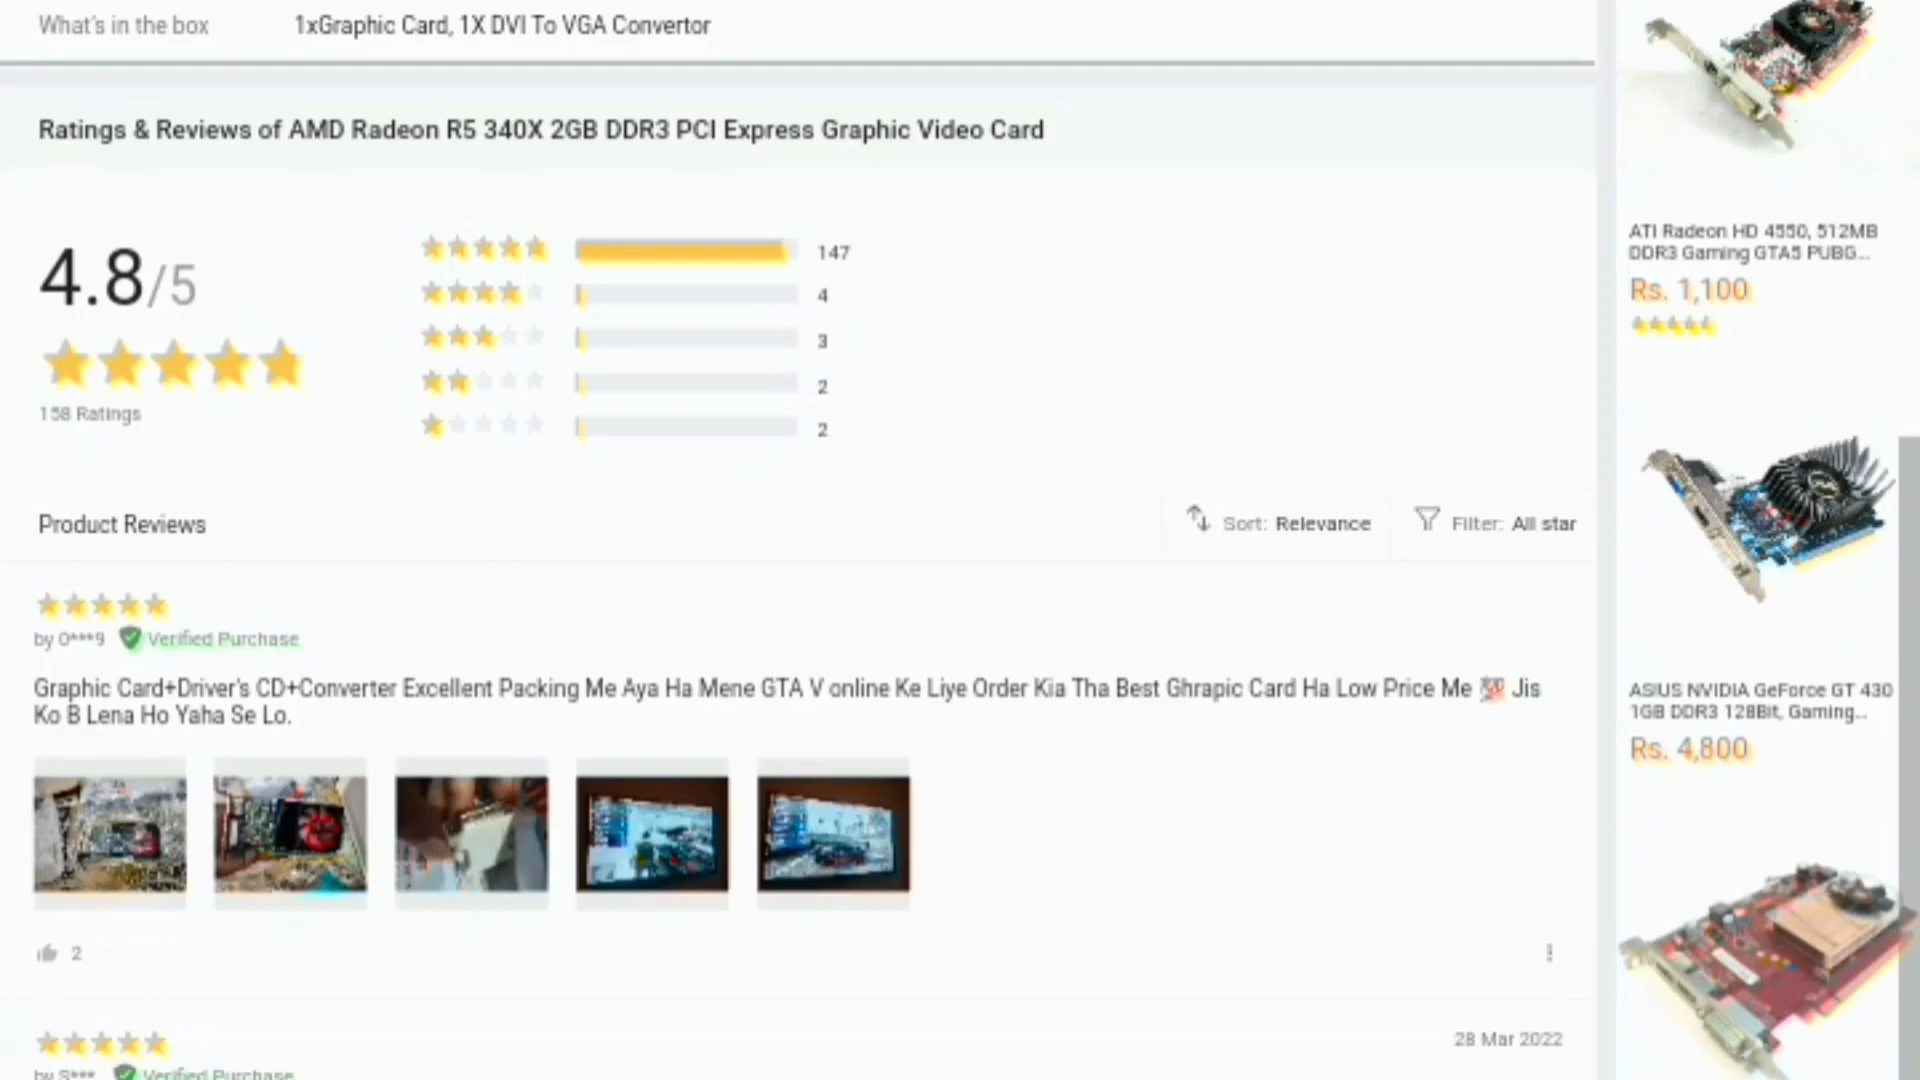 What's in the box
1xGraphic Card, 1X DVI To VGA Convertor
Ratings & Reviews of AMD Radeon R5 340X 2GB DDR3 PCI Express Graphic Video Card
4.8/5
158 Ratings
147
4
3
2
2
Product Reviews
Sort: Relevance
Filter: All star
by O***9 Verified Purchase
Graphic Card+Driver's CD+Converter Excellent Packing Me Aya Ha Mene GTA V online Ke Liye Order Kia Tha Best Ghrapic Card Ha Low Price Me 💯 Jis
Ko B Lena Ho Yaha Se Lo.
2
28 Mar 2022
by S*** Verified Purchase
ATI Radeon HD 4550, 512MB
DDR3 Gaming GTA5 PUBG...
Rs. 1,100
ASUS NVIDIA GeForce GT 430
1GB DDR3 128Bit, Gaming...
Rs. 4,800